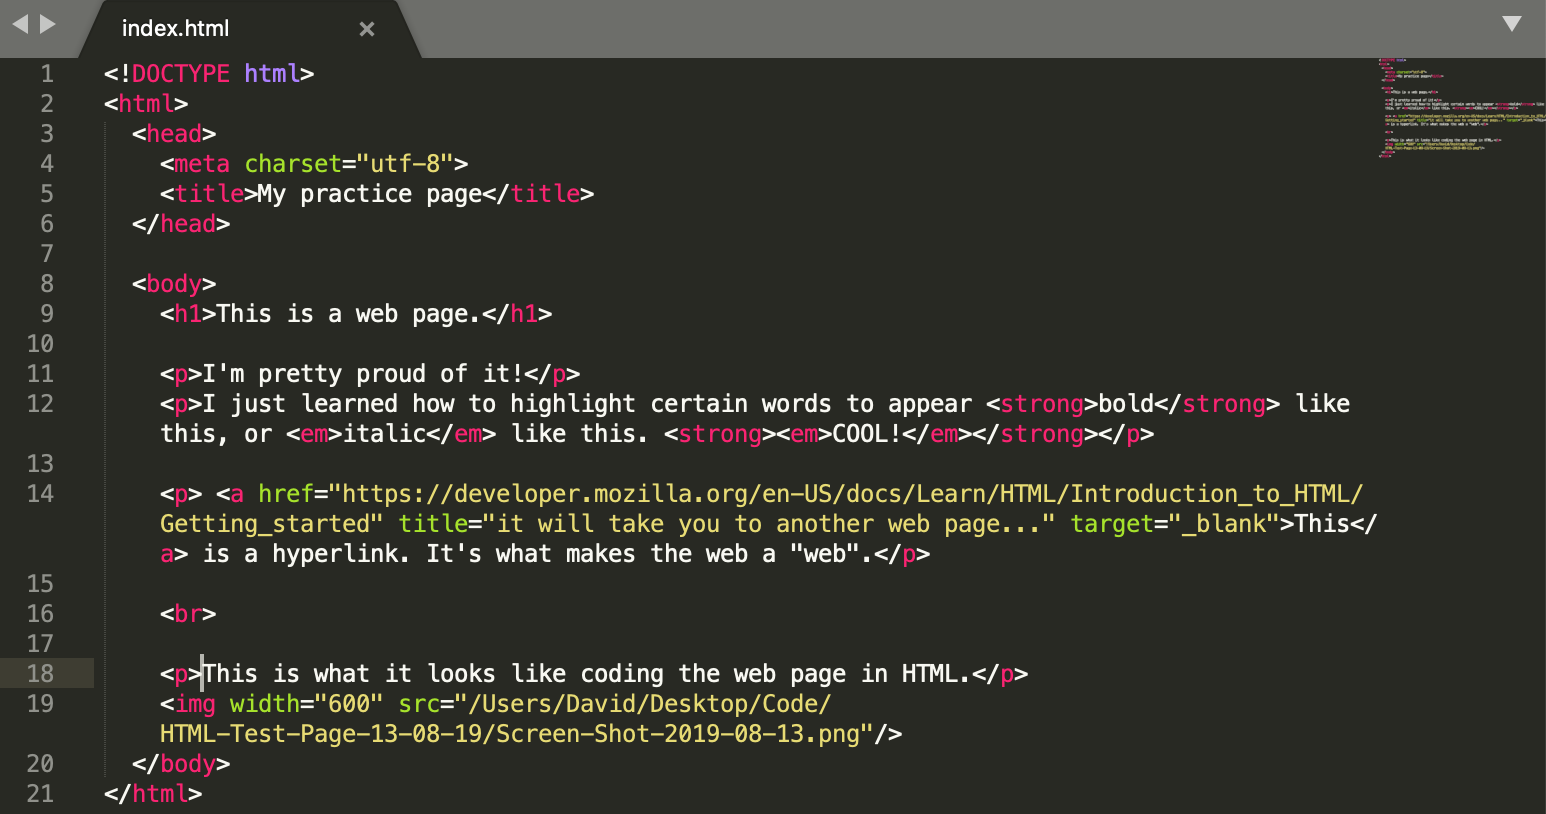 index.html
1 <!DOCTYPE html>
2 <html>
3 <head>
4 <meta charset="utf-8">
5 <title>My practice page</title>
6 </head>
7
8 <body>
9 <h1>This is a web page.</h1>
10
11 <p>I'm pretty proud of it!</p>
12 <p>I just learned how to highlight certain words to appear <strong>bold</strong> like
this, or <em>italic</em> like this. <strong><em>COOL!</em></strong></p>
13
14 <p> <a href="https://developer.mozilla.org/en-US/docs/Learn/HTML/Introduction_to_HTML/
Getting_started" title="it will take you to another web page..." target="_blank">This</
a> is a hyperlink. It's what makes the web a "web".</p>
15
16 <br>
17
18 <p>This is what it looks like coding the web page in HTML.</p>
19 <img width="600" src="/Users/David/Desktop/Code/
HTML-Test-Page-13-08-19/Screen-Shot-2019-08-13.png"/>
20 </body>
21 </html>